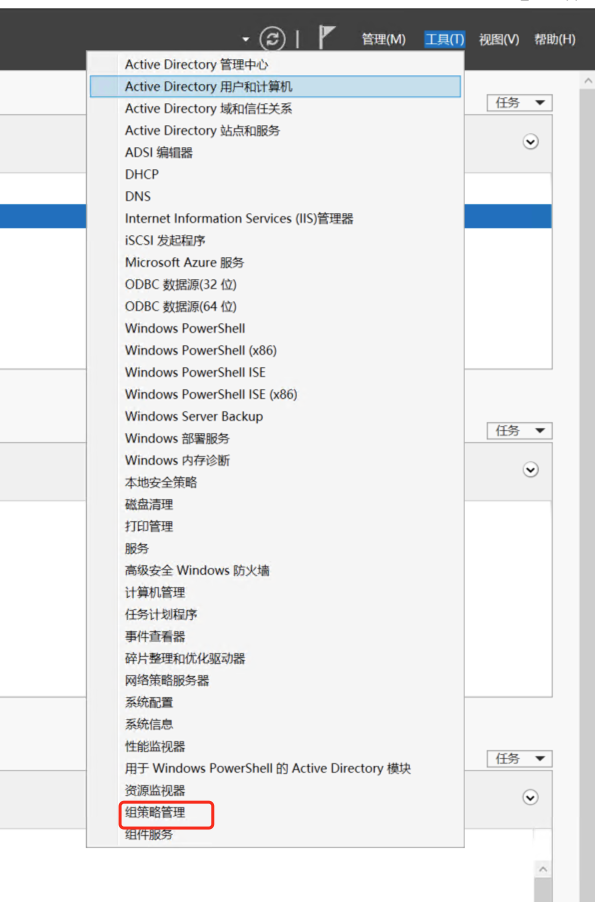 管理(M) 工具(T) 视图(V) 帮助(H)
Active Directory 管理中心
Active Directory 用户和计算机
任务
Active Directory 域和信任关系
Active Directory 站点和服务
ADSI 编辑器
DHCP
DNS
Internet Information Services (IIS)管理器
iSCSI 发起程序
Microsoft Azure 服务
ODBC 数据源(32 位)
ODBC 数据源(64 位)
Windows PowerShell
Windows PowerShell (x86)
Windows PowerShell ISE
Windows PowerShell ISE (x86)
Windows Server Backup
任务
Windows 部署服务
Windows 内存诊断
本地安全策略
磁盘清理
打印管理
服务
高级安全 Windows 防火墙
计算机管理
任务计划程序
事件查看器
碎片整理和优化驱动器
网络策略服务器
系统配置
系统信息
性能监视器
任务
用于 Windows PowerShell 的 Active Directory 模块
资源监视器
组策略管理
组件服务